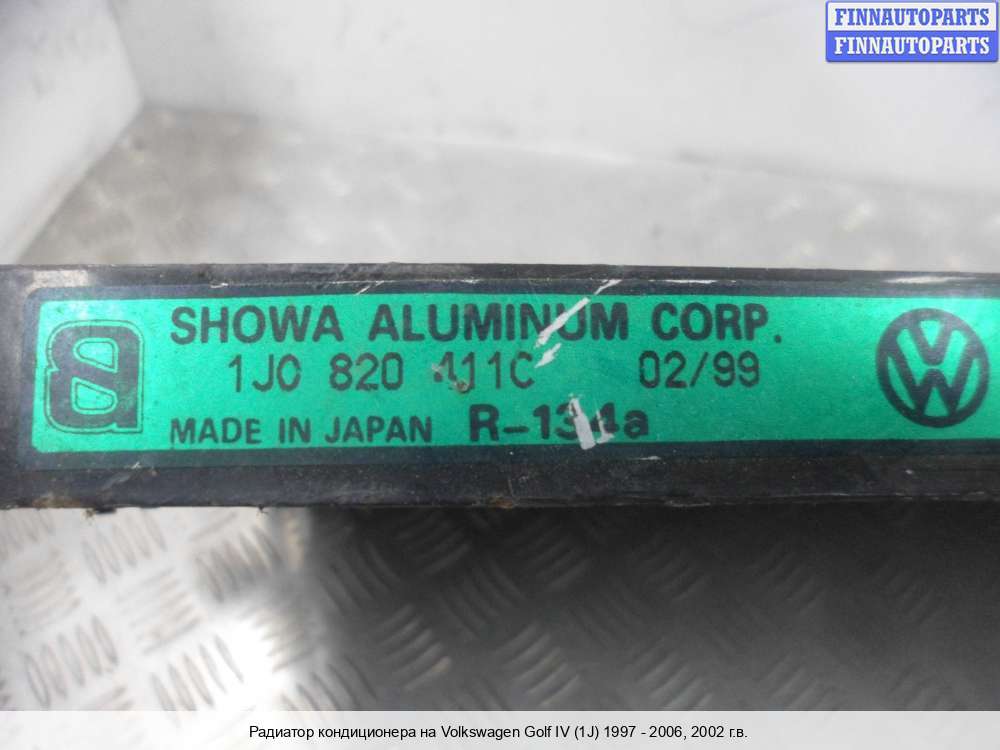 FINNAUTOPARTS
FINNAUTOPARTS
SHOWA ALUMINUM CORP.
1J0 820 411C 02/99
MADE IN JAPAN R-134a
Радиатор кондиционера на Volkswagen Golf IV (1J) 1997 - 2006, 2002 г.в.